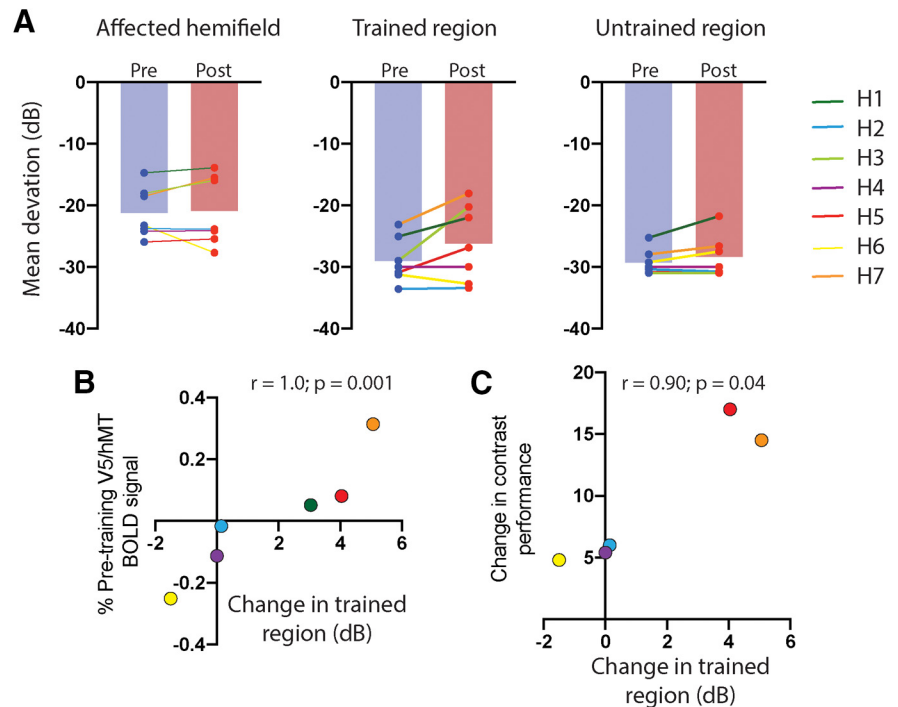 A
Affected hemifield
Trained region
Untrained region
Pre Post
Pre Post
Pre Post
Mean devation (dB)
0
-10
-20
-30
-40
0
-10
-20
-30
-40
0
-10
-20
-30
-40
H1
H2
H3
H4
H5
H6
H7
B
r = 1.0; p = 0.001
% Pre-training V5/hMT
BOLD signal
0.4
0.2
-0.2
-0.4
-2 0 2 4 6
Change in trained
region (dB)
C
r = 0.90; p = 0.04
Change in contrast
performance
20
15
10
5
-2 0 2 4 6
Change in trained
region (dB)